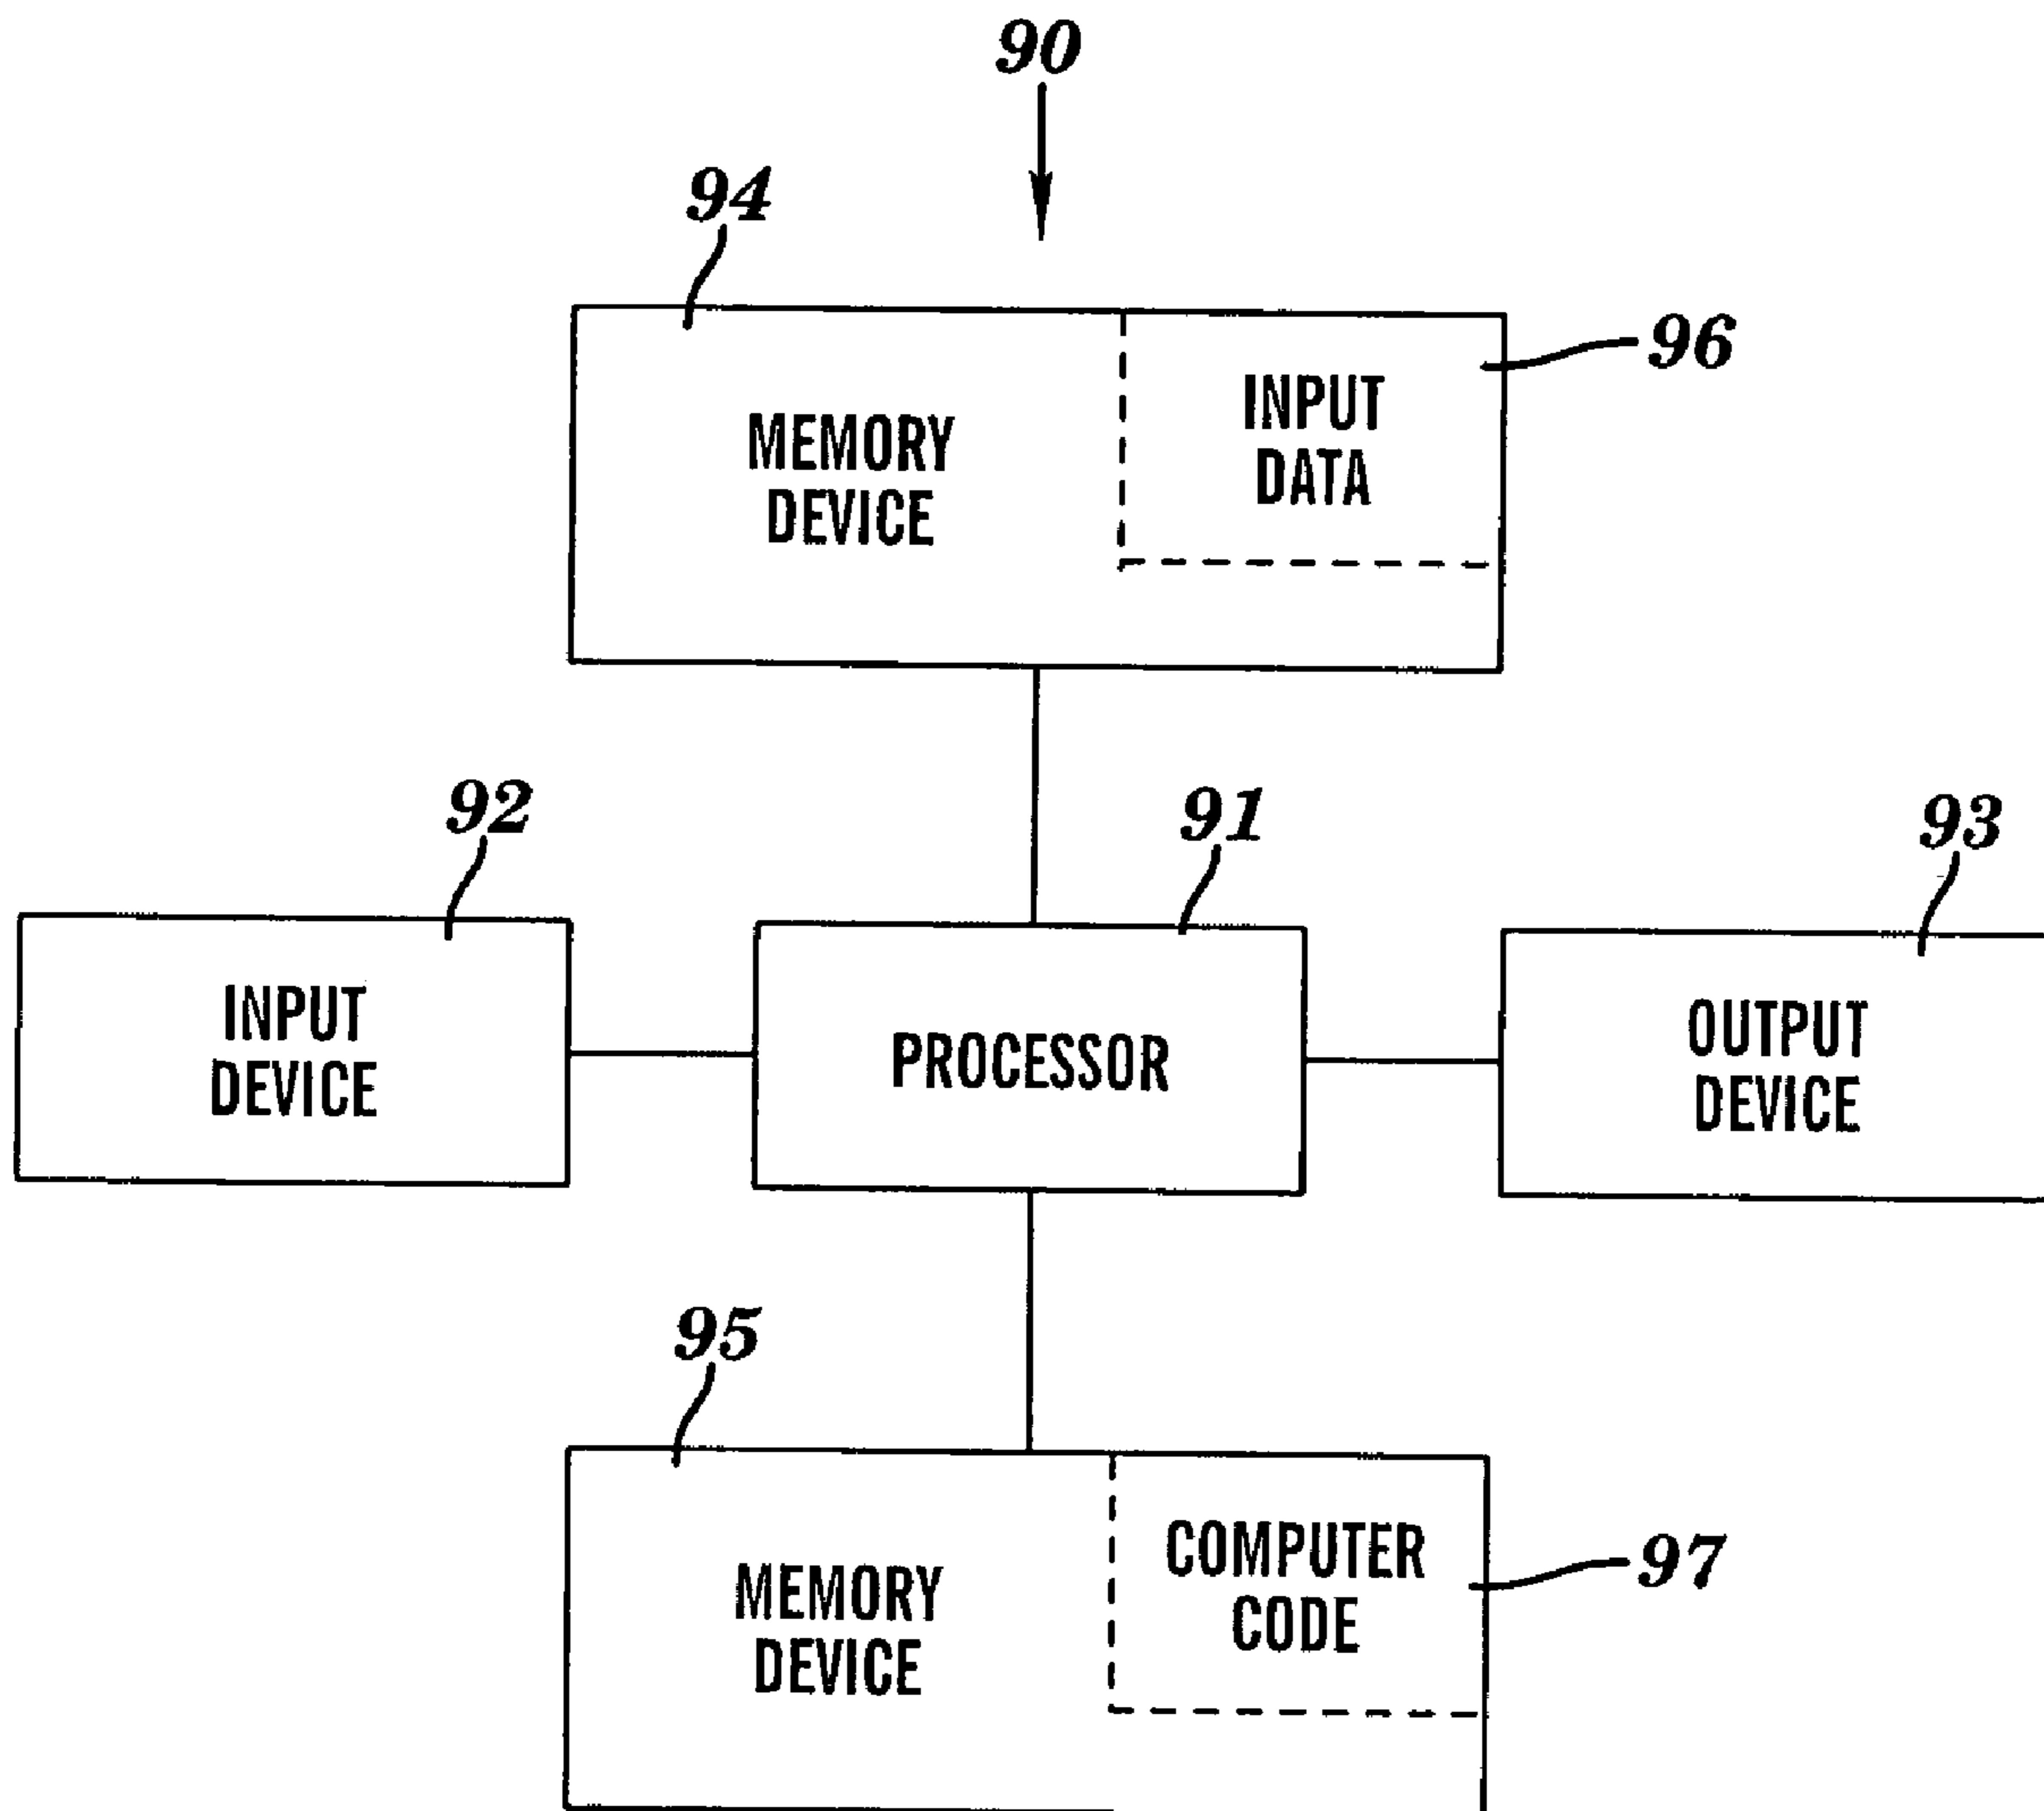 90
94
96
MEMORY
DEVICE
INPUT
DATA
92
91
93
INPUT
DEVICE
PROCESSOR
OUTPUT
DEVICE
95
MEMORY
DEVICE
COMPUTER
CODE
97